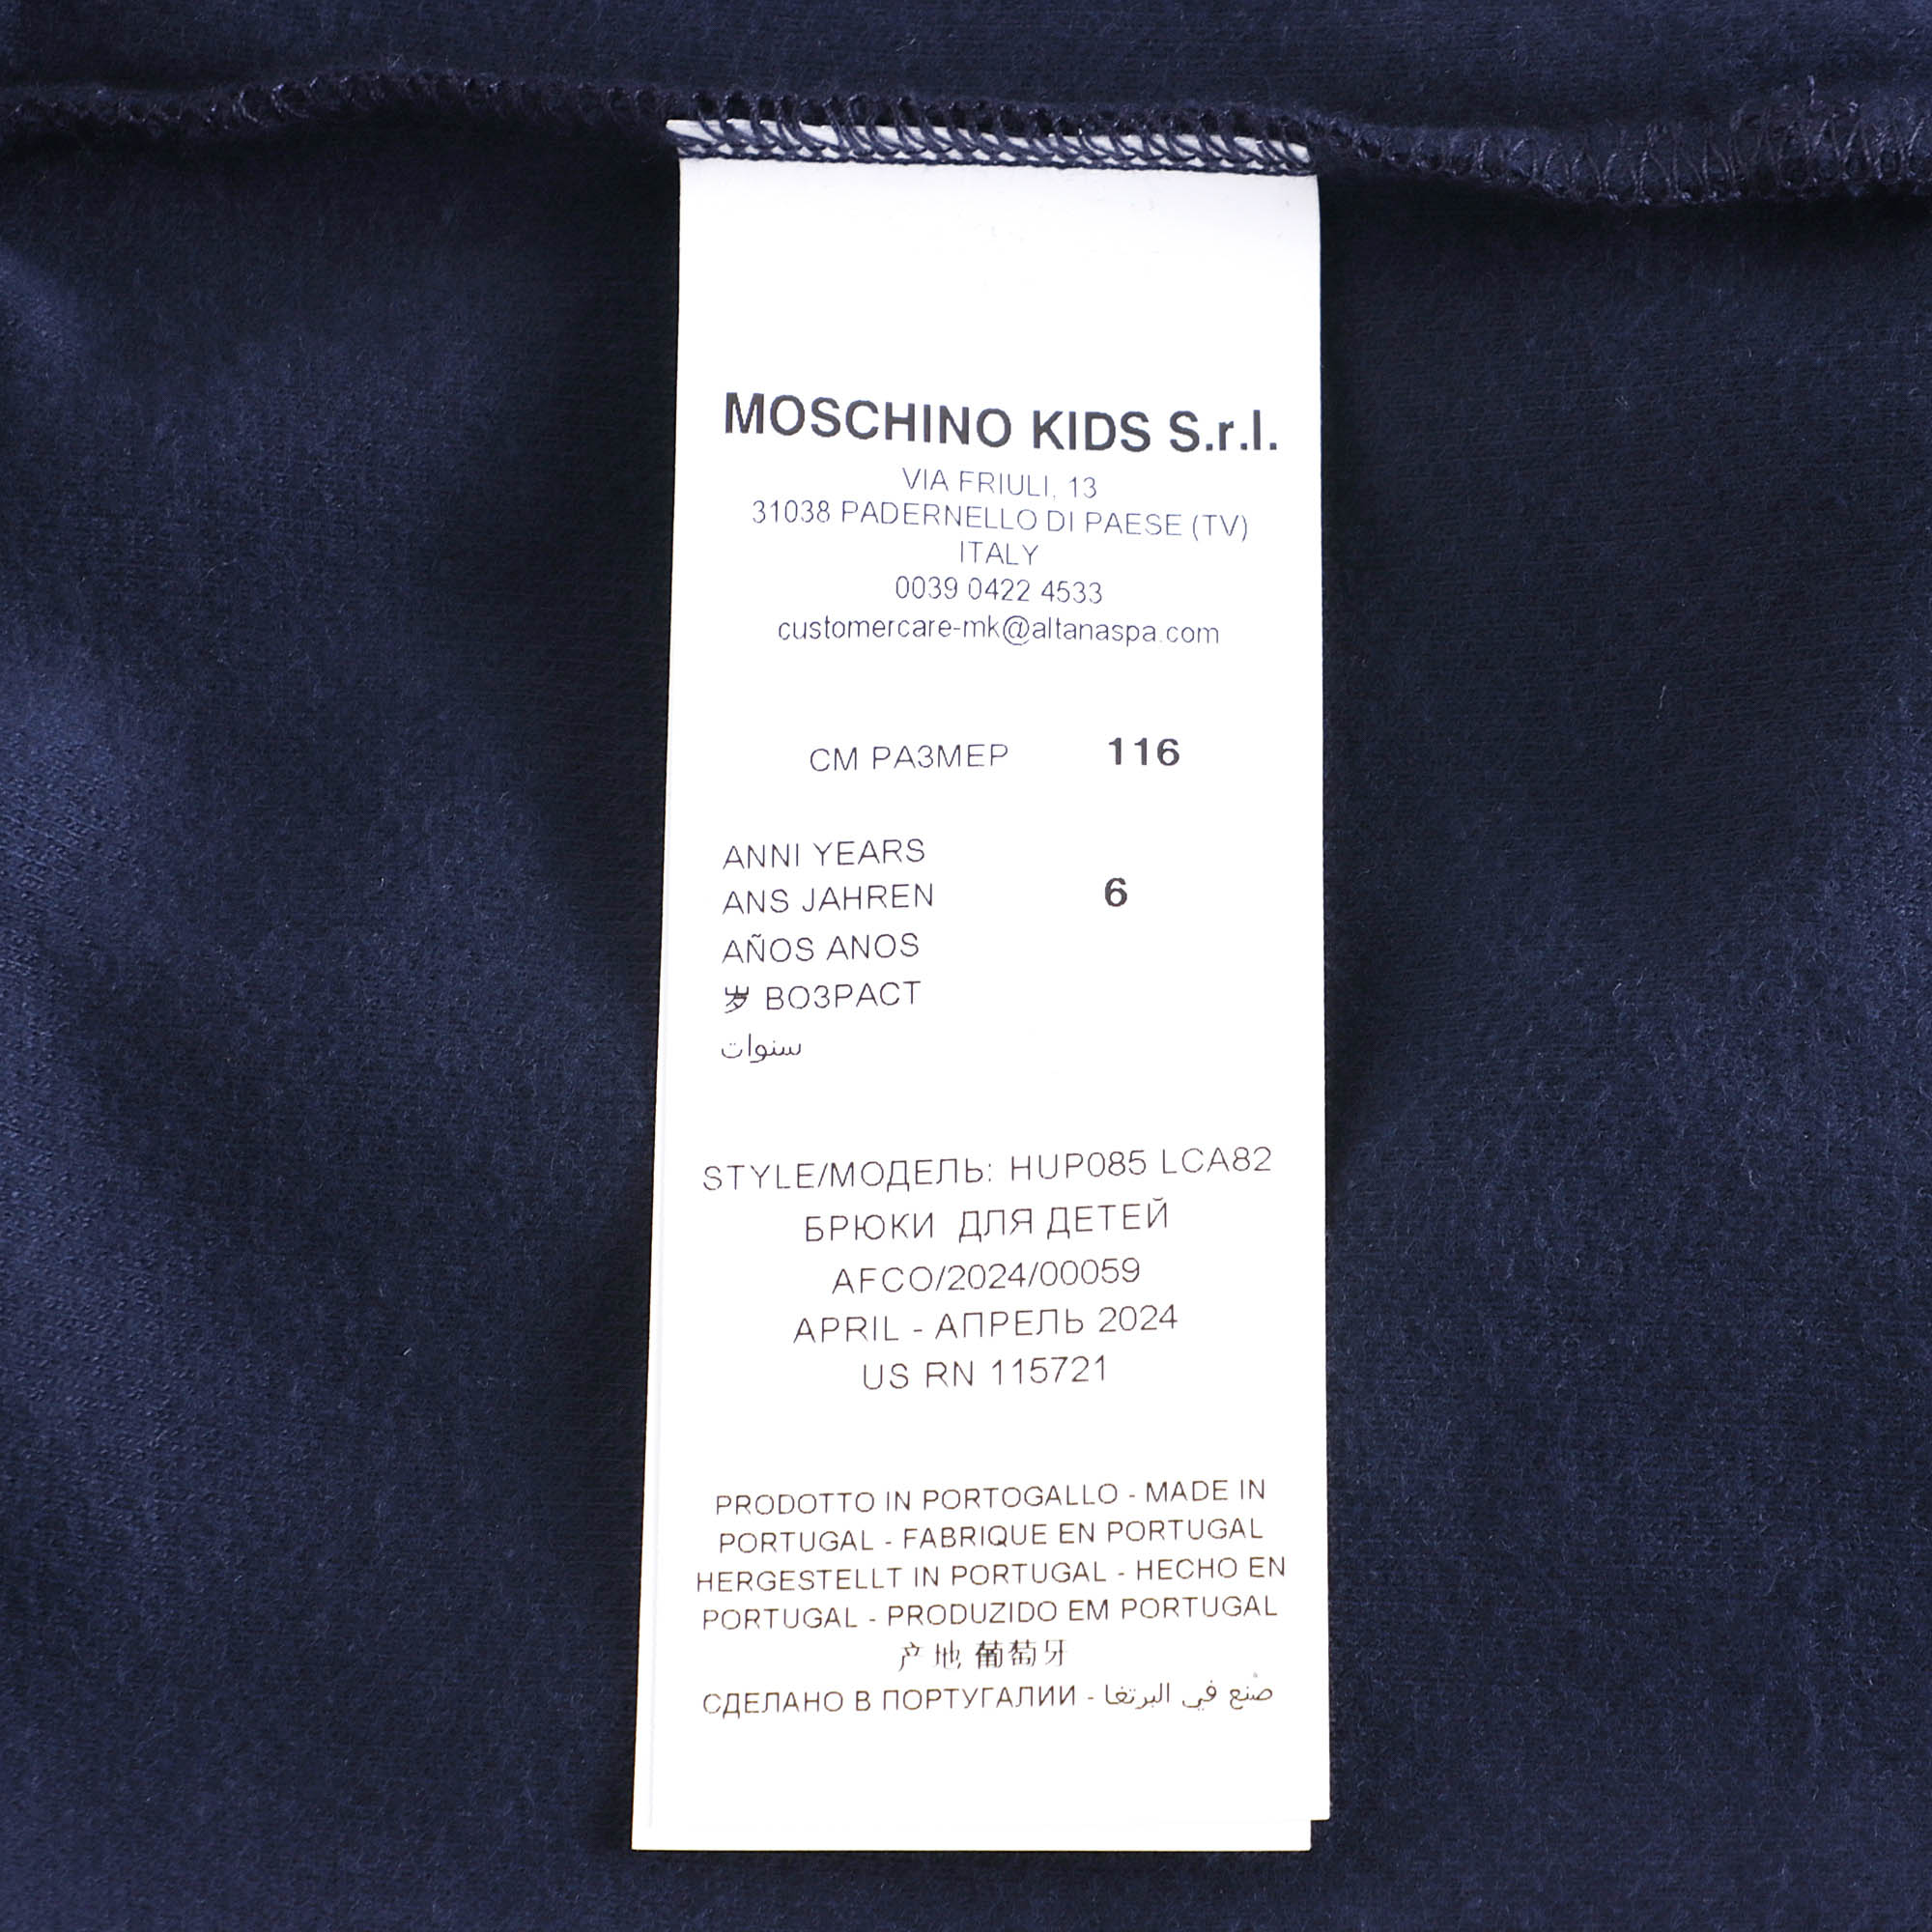 MOSCHINO KIDS S.r.l.
VIA FRIULI, 13
31038 PADERNELLO DI PAESE (TV)
ITALY
0039 0422 4533
customercare-mk@altanaspa.com
СМ РАЗМЕР 116
ANNI YEARS
ANS JAHREN 6
AÑOS ANOS
岁 ВОЗРАСТ
سنوات
STYLE/МОДЕЛЬ: HUP085 LCA82
БРЮКИ ДЛЯ ДЕТЕЙ
AFCO/2024/00059
APRIL - АПРЕЛЬ 2024
US RN 115721
PRODOTTO IN PORTOGALLO - MADE IN
PORTUGAL - FABRIQUE EN PORTUGAL
HERGESTELLT IN PORTUGAL - HECHO EN
PORTUGAL - PRODUZIDO EM PORTUGAL
产地 葡萄牙
СДЕЛАНО В ПОРТУГАЛИИ - صنع في البرتغا